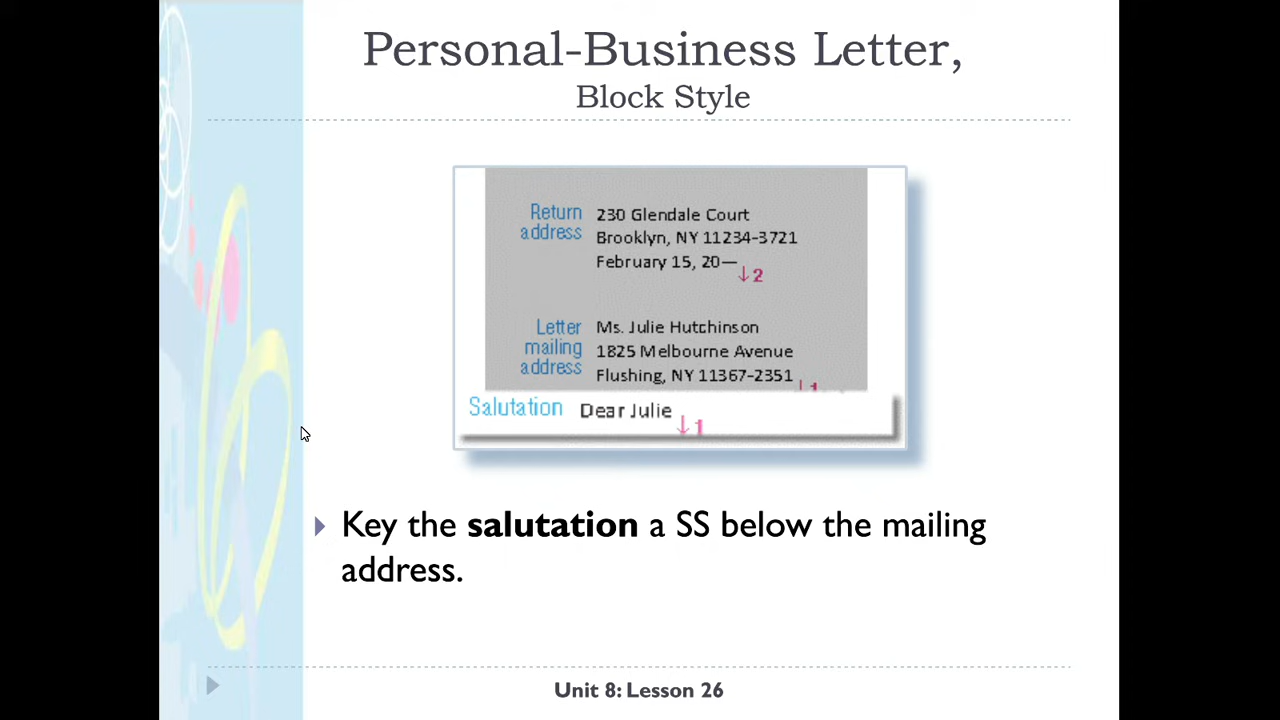 Personal-Business Letter,
Block Style
Return address
230 Glendale Court
Brooklyn, NY 11234-3721
February 15, 20—
↓2
Letter mailing address
Ms. Julie Hutchinson
1825 Melbourne Avenue
Flushing, NY 11367-2351
↓1
Salutation Dear Julie
↓1
Key the salutation a SS below the mailing
address.
Unit 8: Lesson 26